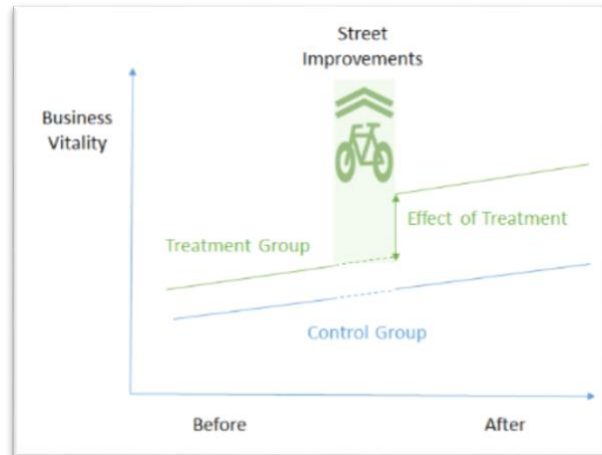 Street
Improvements
Business
Vitality
Effect of Treatment
Treatment Group
Control Group
Before
After